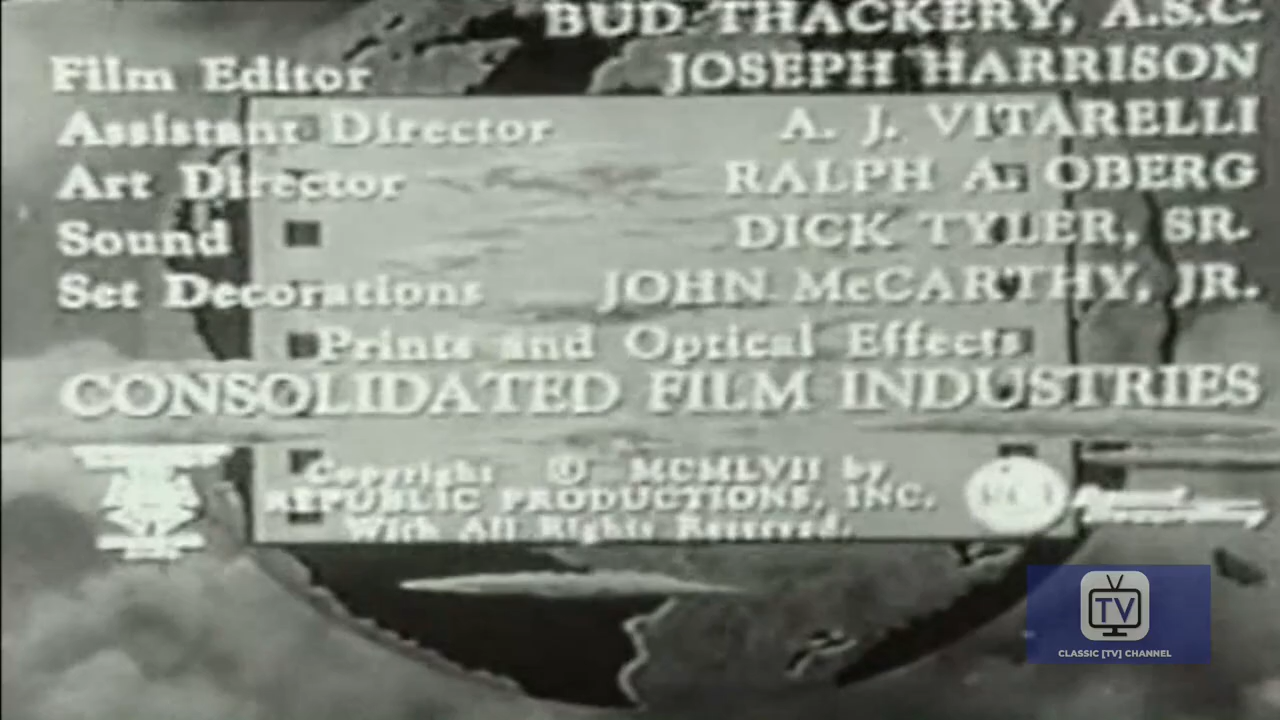 BUD THACKERY, A.S.C.
Film Editor JOSEPH HARRISON
Assistant Director A. J. VITARELLI
Art Director RALPH A. OBERG
Sound DICK TYLER, SR.
Set Decorations JOHN McCARTHY, JR.
Prints and Optical Effects
CONSOLIDATED FILM INDUSTRIES
Copyright © MCMLVII by
REPUBLIC PRODUCTIONS, INC.
With All Rights Reserved.
TV
CLASSIC [TV] CHANNEL